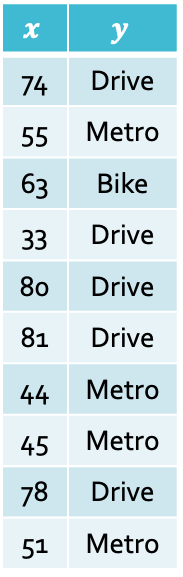 x y
74 Drive
55 Metro
63 Bike
33 Drive
80 Drive
81 Drive
44 Metro
45 Metro
78 Drive
51 Metro